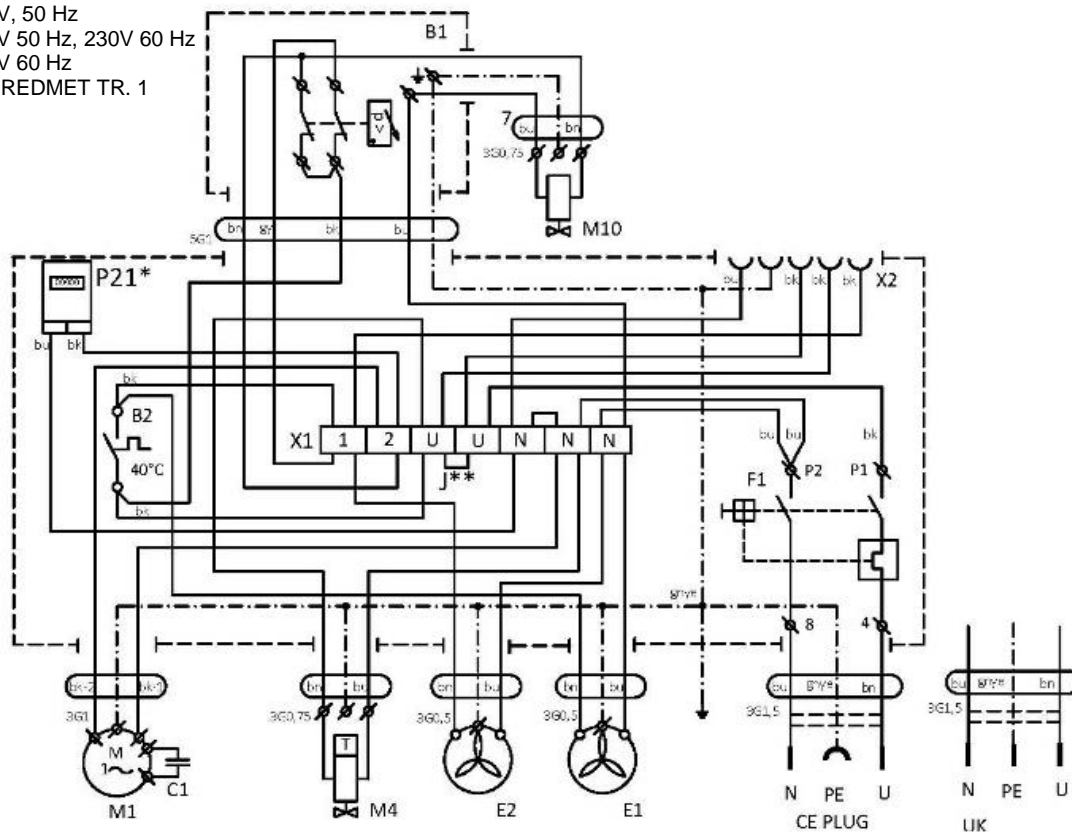 V, 50 Hz
V 50 Hz, 230V 60 Hz
V 60 Hz
REDMET TR. 1
B1
7
bu bn
3G0,75
M10
5G1
bn gy bk bu
P21*
00000
bu bk
bu bk bk bk
X2
bk
B2
40°C
bk
X1 1 2 U U N N N
J**
bu bu bk
P2 P1
F1
gnye
8 4
bk-2 bk-1
3G1
M
1~
C1
M1
bn bu
3G0,75
T
M4
bn bu
3G0,5
E2
bn bu
3G0,5
E1
bu gnye bn
3G1,5
N PE U
CE PLUG
bu gnye bn
3G1,5
N PE U
UK